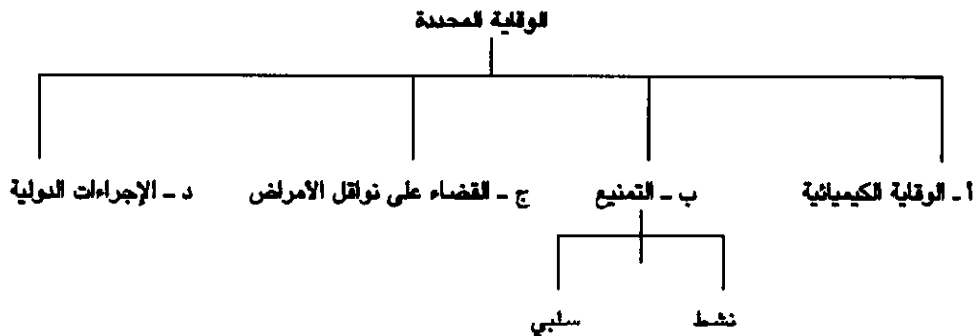 الوقاية المحددة
أ ـ الوقاية الكيميائية ب ـ التمنيع ج ـ القضاء على نواقل الأمراض د ـ الإجراءات الدولية
نشط سلبي